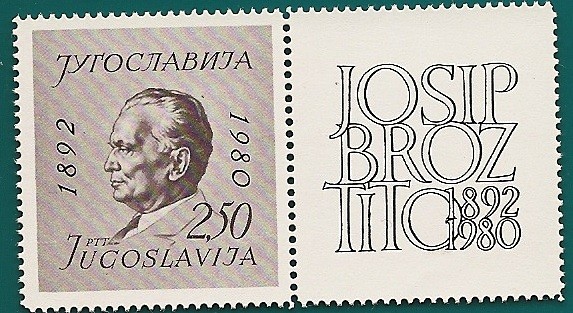 ЈУГОСЛАВИЈА
1892
1980
2,50
PTT
JUGOSLAVIJA
JOSIP
BROZ
TITO 1892
1980